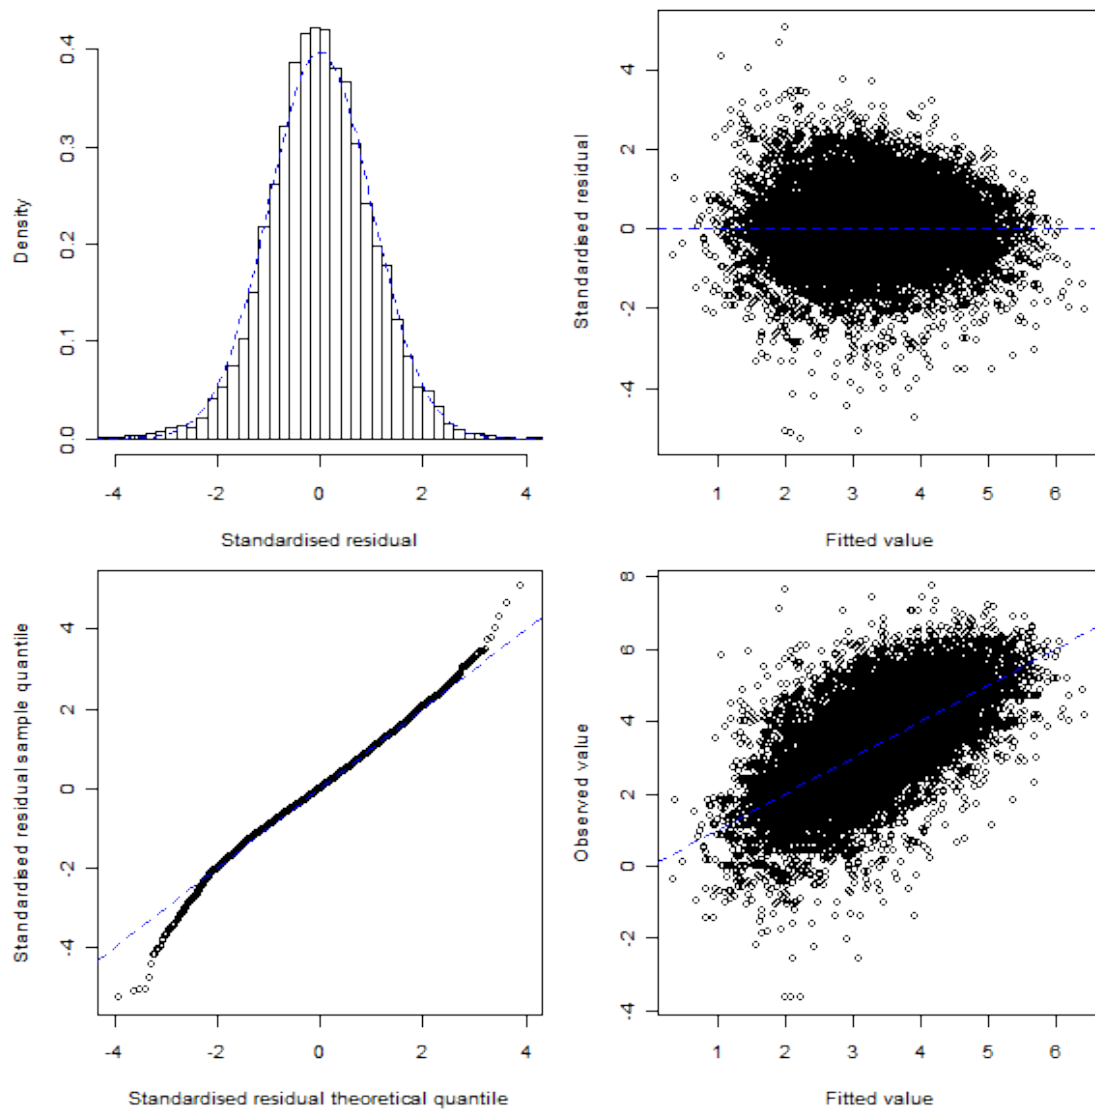 Density
0.0 0.1 0.2 0.3 0.4
-4 -2 0 2 4
Standardised residual
Standardised residual
-4 -2 0 2 4
1 2 3 4 5 6
Fitted value
Standardised residual sample quantile
-4 -2 0 2 4
-4 -2 0 2 4
Standardised residual theoretical quantile
Observed value
-4 -2 0 2 4 6 8
1 2 3 4 5 6
Fitted value